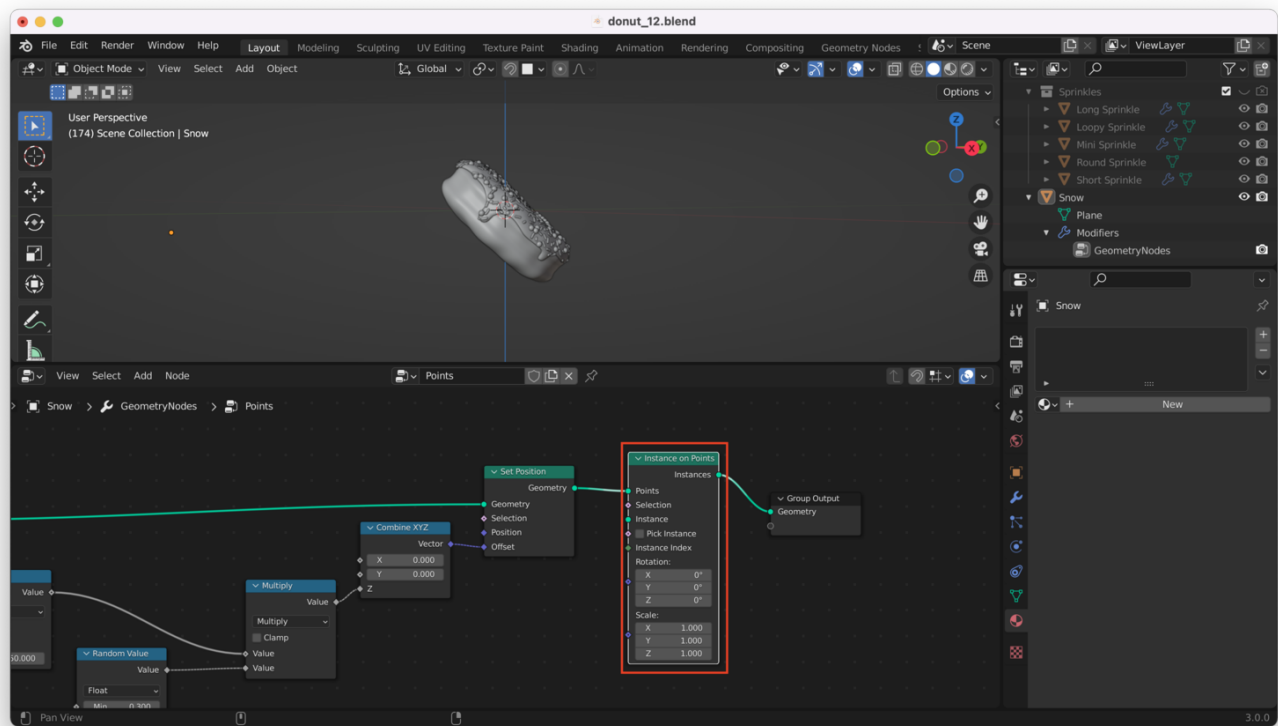 donut_12.blend
File Edit Render Window Help Layout Modeling Sculpting UV Editing Texture Paint Shading Animation Rendering Compositing Geometry Nodes Scene ViewLayer
Object Mode View Select Add Object Global
Options
User Perspective
(174) Scene Collection | Snow
Z
X Y
Sprinkles
Long Sprinkle
Loopy Sprinkle
Mini Sprinkle
Round Sprinkle
Short Sprinkle
Snow
Plane
Modifiers
GeometryNodes
Snow
New
View Select Add Node Points
Snow > GeometryNodes > Points
Set Position
Geometry
Geometry
Selection
Position
Offset
Combine XYZ
Vector
X 0.000
Y 0.000
Z
Value
Multiply
Value
Multiply
Clamp
Value
Value
Random Value
Value
Float
Min 0.300
Instance on Points
Instances
Points
Selection
Instance
Pick Instance
Instance Index
Rotation:
X 0°
Y 0°
Z 0°
Scale:
X 1.000
Y 1.000
Z 1.000
Group Output
Geometry
Pan View
3.0.0